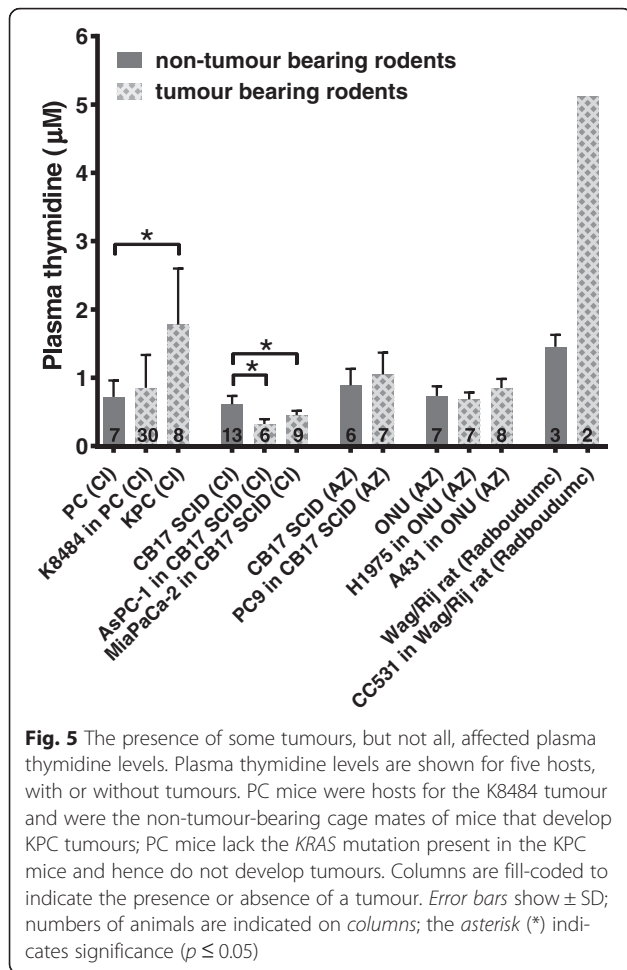 non-tumour bearing rodents
tumour bearing rodents
Plasma thymidine (µM)
6
5
4
3
2
1
0
*
*
*
7
30
8
13
6
9
6
7
7
7
8
3
2
PC (CI)
K8484 in PC (CI)
KPC (CI)
CB17 SCID (CI)
AsPC-1 in CB17 SCID (CI)
MiaPaCa-2 in CB17 SCID (CI)
CB17 SCID (AZ)
PC9 in CB17 SCID (AZ)
ONU (AZ)
H1975 in ONU (AZ)
A431 in ONU (AZ)
Wag/Rij rat (Radboudumc)
CC531 in Wag/Rij rat (Radboudumc)
Fig. 5 The presence of some tumours, but not all, affected plasma
thymidine levels. Plasma thymidine levels are shown for five hosts,
with or without tumours. PC mice were hosts for the K8484 tumour
and were the non-tumour-bearing cage mates of mice that develop
KPC tumours; PC mice lack the KRAS mutation present in the KPC
mice and hence do not develop tumours. Columns are fill-coded to
indicate the presence or absence of a tumour. Error bars show ± SD;
numbers of animals are indicated on columns; the asterisk (*) indi-
cates significance (p ≤ 0.05)